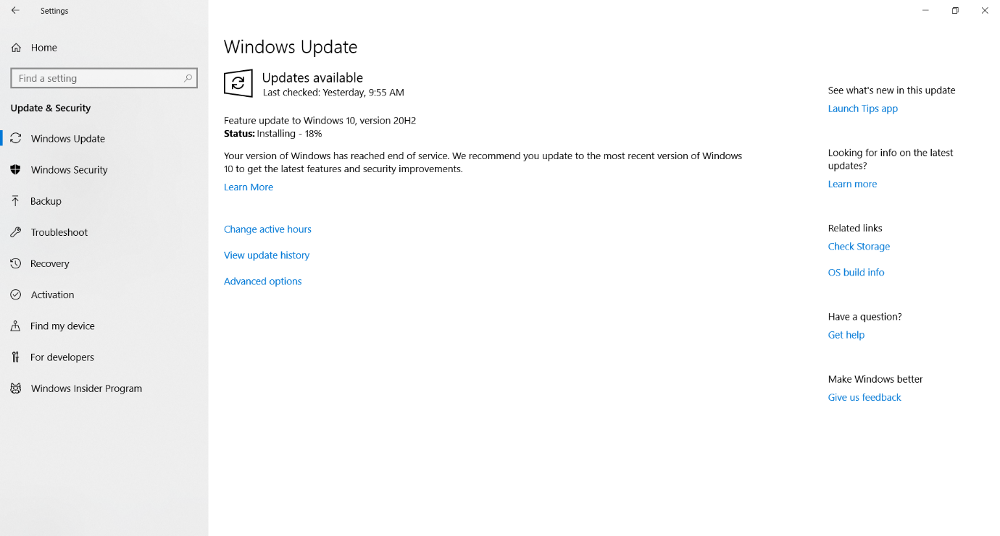 Settings
Home
Find a setting
Update & Security
Windows Update
Windows Security
Backup
Troubleshoot
Recovery
Activation
Find my device
For developers
Windows Insider Program
Windows Update
Updates available
Last checked: Yesterday, 9:55 AM
Feature update to Windows 10, version 20H2
Status: Installing - 18%
Your version of Windows has reached end of service. We recommend you update to the most recent version of Windows
10 to get the latest features and security improvements.
Learn More
Change active hours
View update history
Advanced options
See what's new in this update
Launch Tips app
Looking for info on the latest
updates?
Learn more
Related links
Check Storage
OS build info
Have a question?
Get help
Make Windows better
Give us feedback